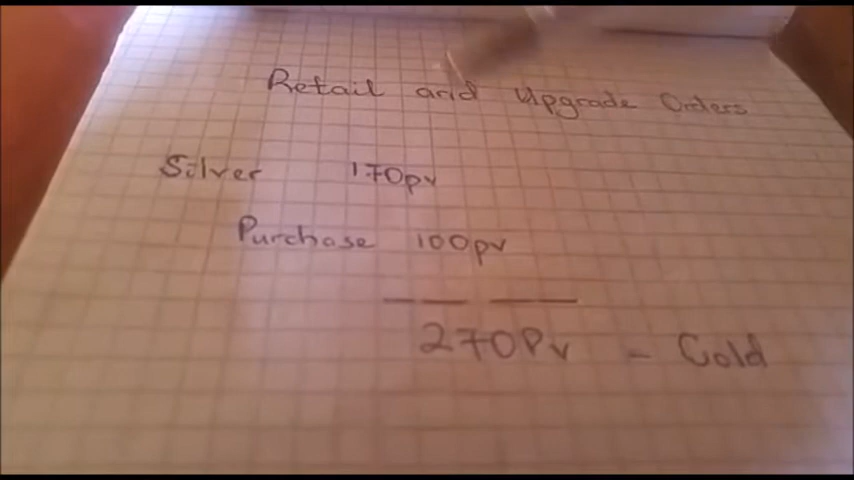 Retail and Upgrade Orders
Silver 170pv
Purchase 100pv
270Pv - Gold